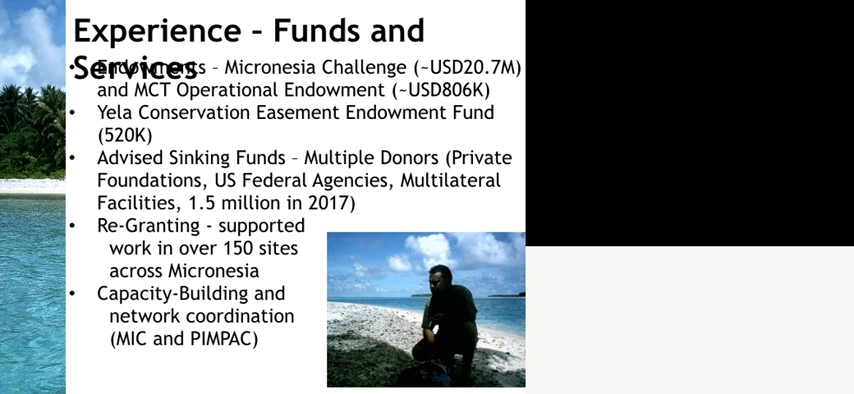 Experience – Funds and
Services
• Endowments – Micronesia Challenge (~USD20.7M)
and MCT Operational Endowment (~USD806K)
• Yela Conservation Easement Endowment Fund
(520K)
• Advised Sinking Funds – Multiple Donors (Private
Foundations, US Federal Agencies, Multilateral
Facilities, 1.5 million in 2017)
• Re-Granting - supported
work in over 150 sites
across Micronesia
• Capacity-Building and
network coordination
(MIC and PIMPAC)